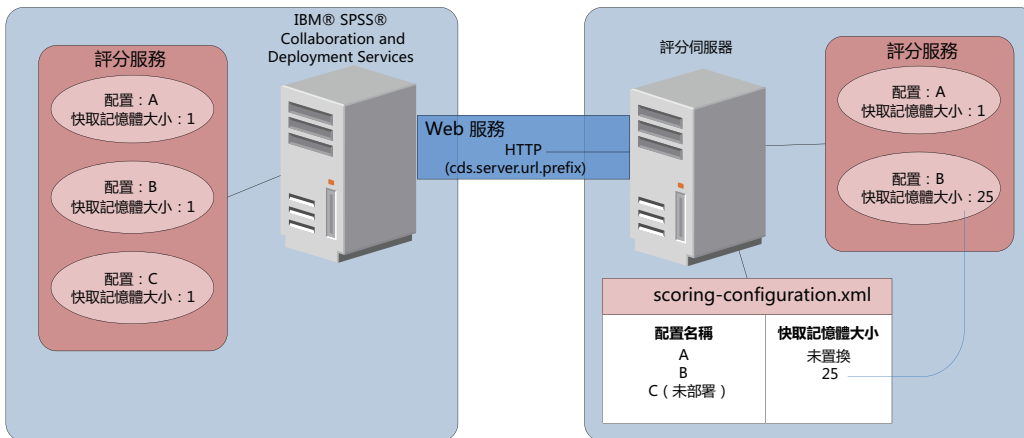 IBM® SPSS®
Collaboration and
Deployment Services
評分服務
配置：A
快取記憶體大小：1
配置：B
快取記憶體大小：1
配置：C
快取記憶體大小：1
Web 服務
HTTP
(cds.server.url.prefix)
評分伺服器
評分服務
配置：A
快取記憶體大小：1
配置：B
快取記憶體大小：25
scoring-configuration.xml
配置名稱 快取記憶體大小
A 未置換
B 25
C（未部署）